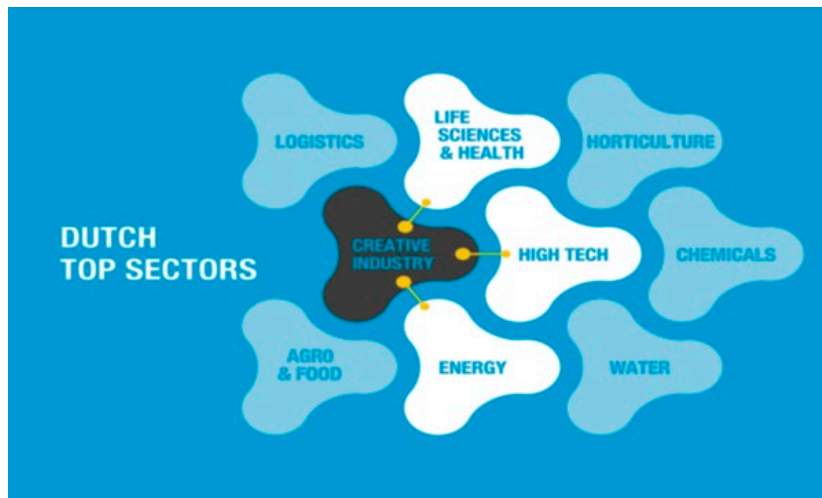 DUTCH
TOP SECTORS
LOGISTICS
LIFE
SCIENCES
& HEALTH
HORTICULTURE
CREATIVE
INDUSTRY
HIGH TECH
CHEMICALS
AGRO
& FOOD
ENERGY
WATER